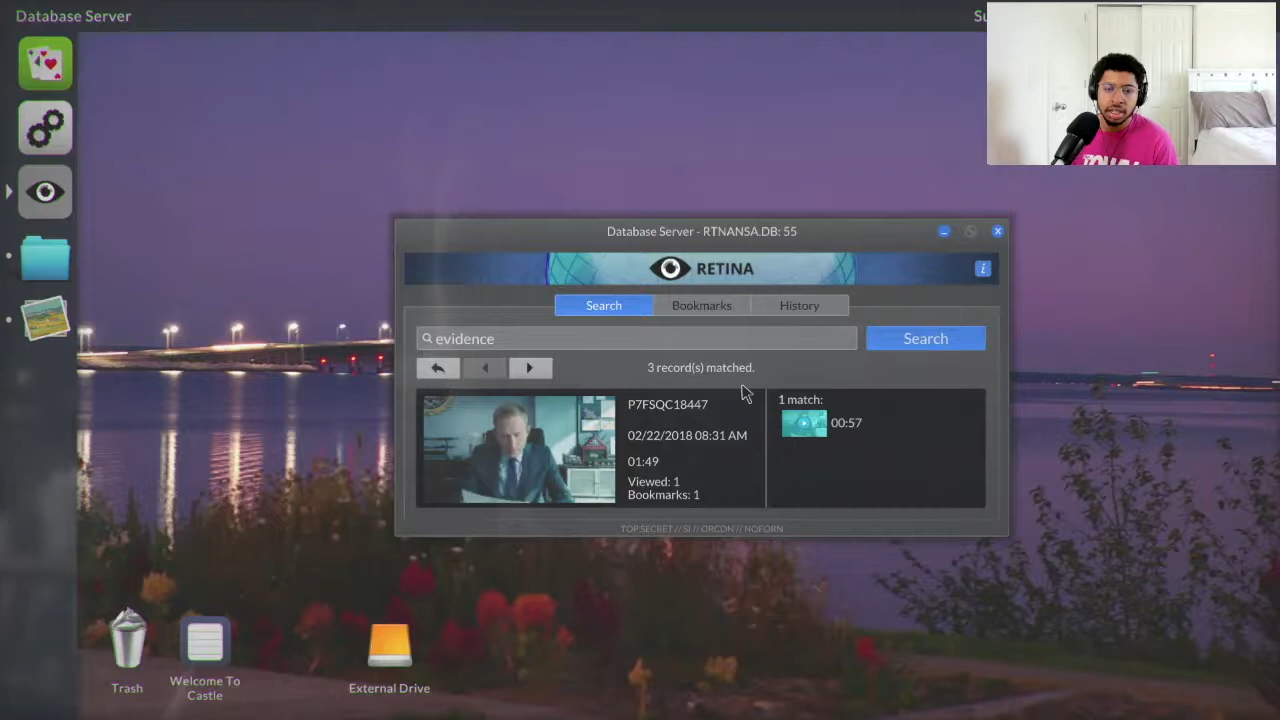 Database Server
Su
Database Server - RTNANSA.DB: 55
RETINA
i
Search
Bookmarks
History
evidence
Search
3 record(s) matched.
P7FSQC18447
02/22/2018 08:31 AM
01:49
Viewed: 1
Bookmarks: 1
1 match:
00:57
TOP SECRET // SI // ORCON // NOFORN
Trash
Welcome To
Castle
External Drive